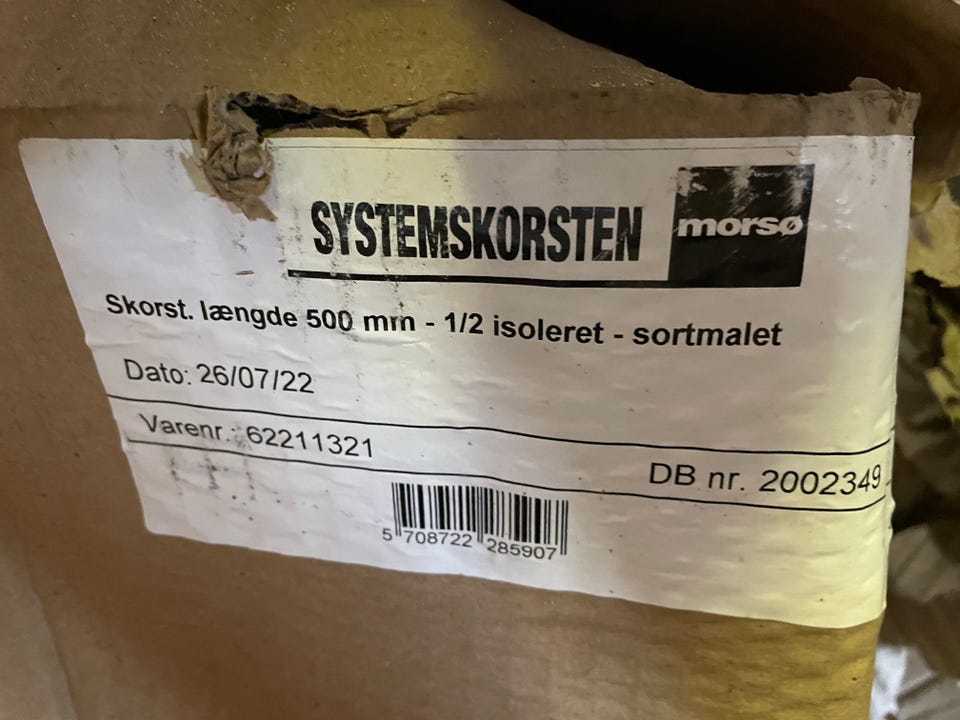 SYSTEMSKORSTEN
morsø
Skorst. længde 500 mm - 1/2 isoleret - sortmalet
Dato: 26/07/22
Varenr.: 62211321
DB nr. 2002349
5 708722 285907